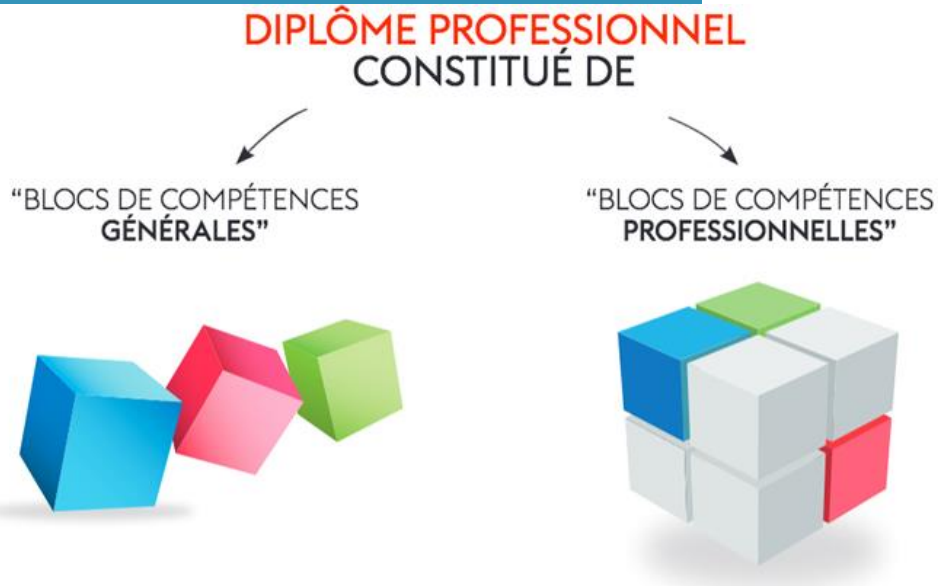 DIPLÔME PROFESSIONNEL
CONSTITUÉ DE
“BLOCS DE COMPÉTENCES
GÉNÉRALES”
“BLOCS DE COMPÉTENCES
PROFESSIONNELLES”